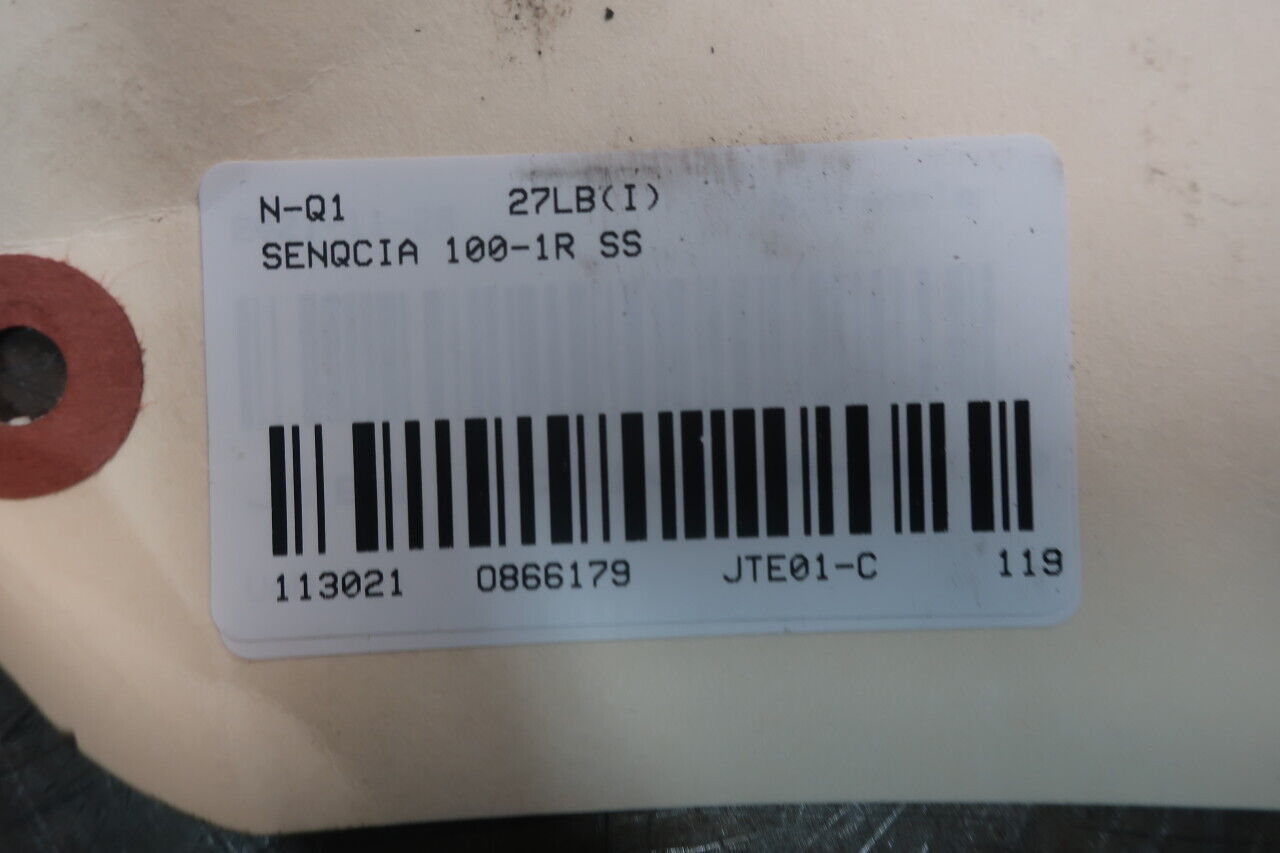 N-Q1 27LB(I)
SENQCIA 100-1R SS
113021 0866179 JTE01-C 119